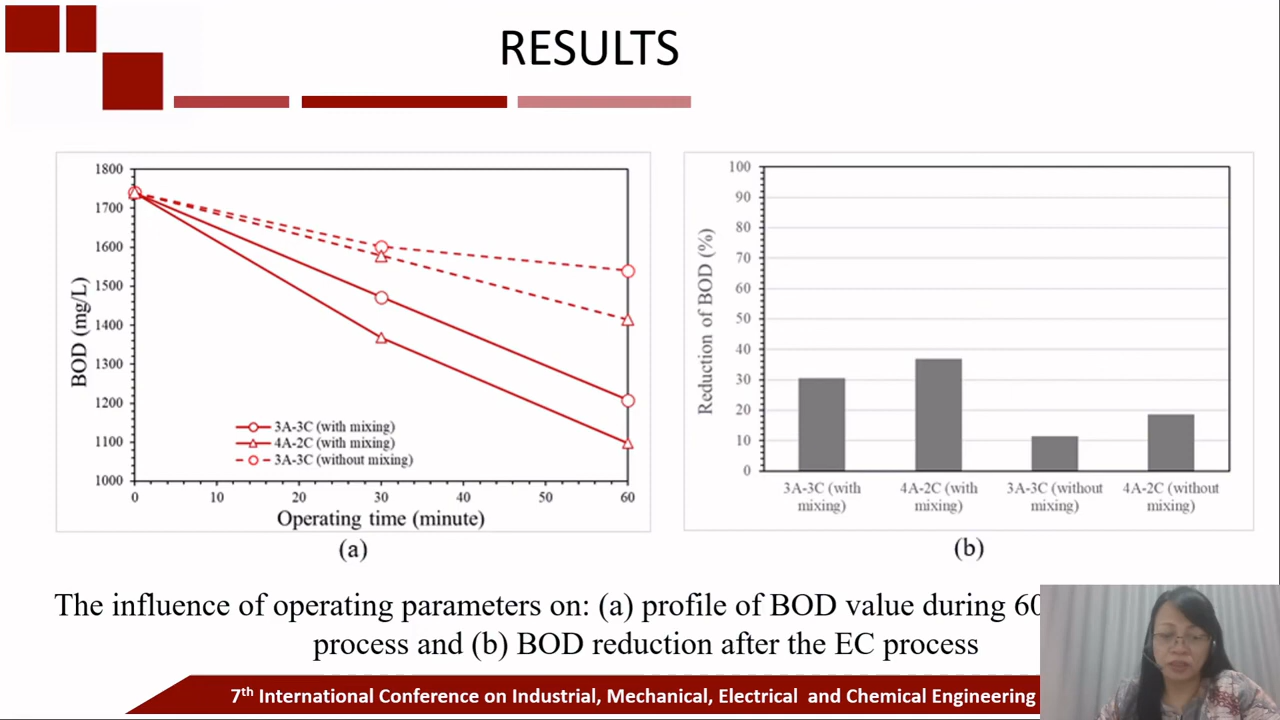 RESULTS
1800
1700
1600
1500
1400
1300
1200
1100
1000
BOD (mg/L)
3A-3C (with mixing)
4A-2C (with mixing)
3A-3C (without mixing)
0 10 20 30 40 50 60
Operating time (minute)
(a)
100
90
80
70
60
50
40
30
20
10
0
Reduction of BOD (%)
3A-3C (with
mixing)
4A-2C (with
mixing)
3A-3C (without
mixing)
4A-2C (without
mixing)
(b)
The influence of operating parameters on: (a) profile of BOD value during 60
process and (b) BOD reduction after the EC process
7th International Conference on Industrial, Mechanical, Electrical and Chemical Engineering